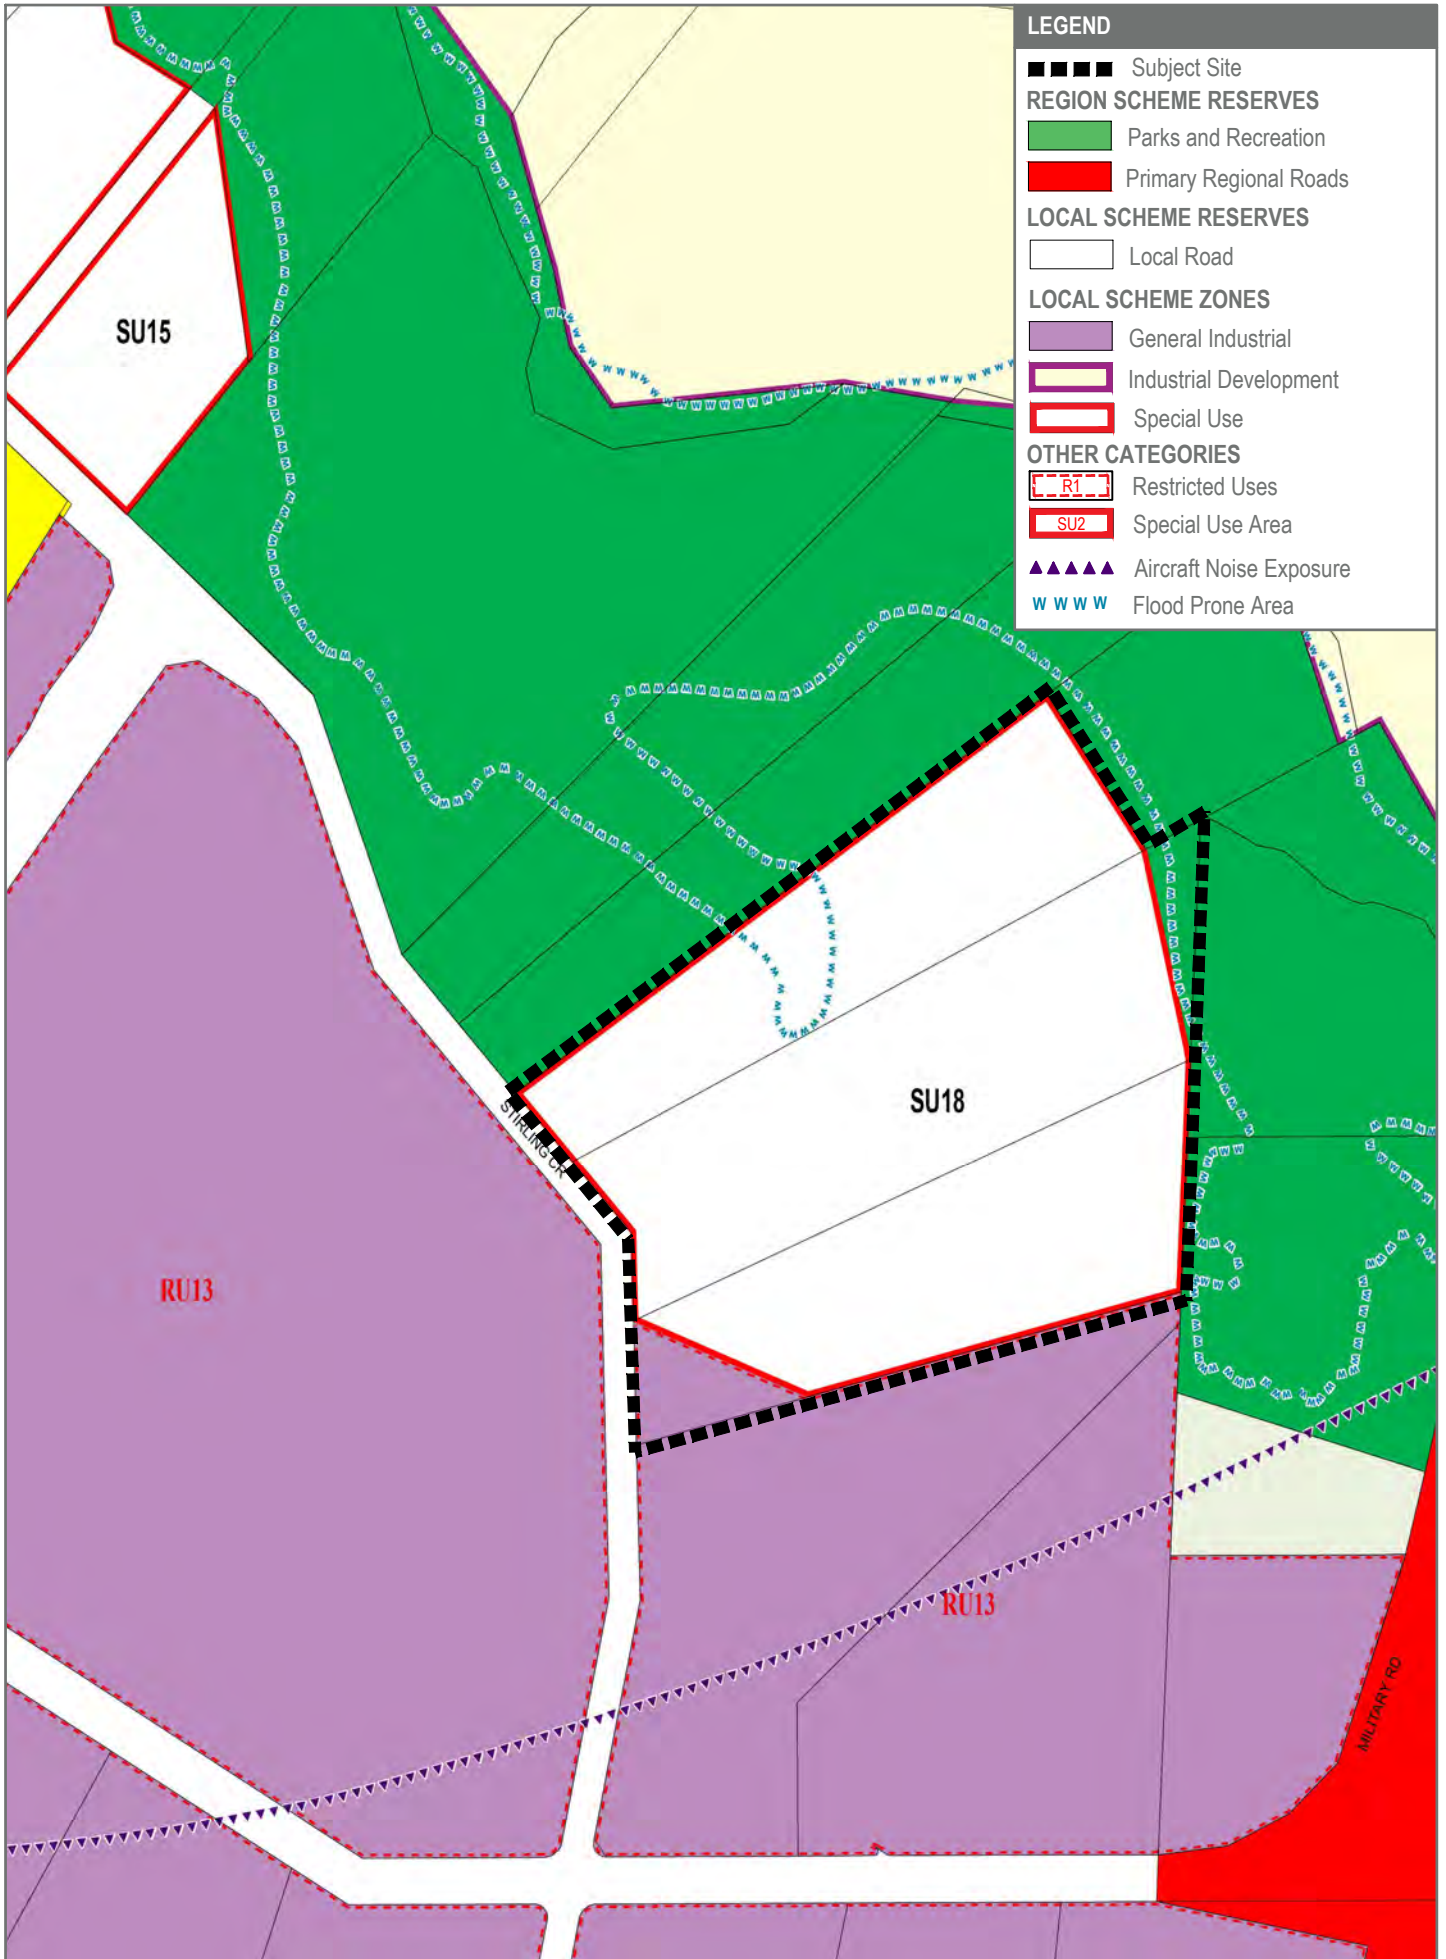 LEGEND
Subject Site
REGION SCHEME RESERVES
Parks and Recreation
Primary Regional Roads
LOCAL SCHEME RESERVES
Local Road
LOCAL SCHEME ZONES
General Industrial
Industrial Development
Special Use
OTHER CATEGORIES
R1 Restricted Uses
SU2 Special Use Area
Aircraft Noise Exposure
W W W W Flood Prone Area
SU15
SU18
STIRLING CR
RU13
RU13
MILITARY RD